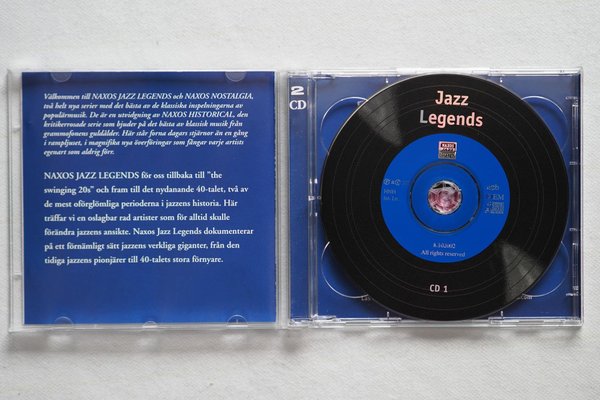 Välkommen till NAXOS JAZZ LEGENDS och NAXOS NOSTALGIA,
två helt nya serier med det bästa av de klassiska inspelningarna av
populärmusik. De är en utvidgning av NAXOS HISTORICAL, den
kritikerrosade serie som bjuder på det bästa av klassisk musik från
grammofonens guldålder. Här står forna dagars stjärnor än en gång
i rampljuset, i magnifika nya överföringar som fångar varje artists
egenart som aldrig förr.
NAXOS JAZZ LEGENDS för oss tillbaka till "the
swinging 20s" och fram till det nydanande 40-talet, två av
de mest oförglömliga perioderna i jazzens historia. Här
träffar vi en oslagbar rad artister som för alltid skulle
förändra jazzens ansikte. Naxos Jazz Legends dokumenterar
på ett förnämligt sätt jazzens verkliga giganter, från den
tidiga jazzens pionjärer till 40-talets stora förnyare.
2
CD
Jazz
Legends
NAXOS
All rights reserved
CD 1